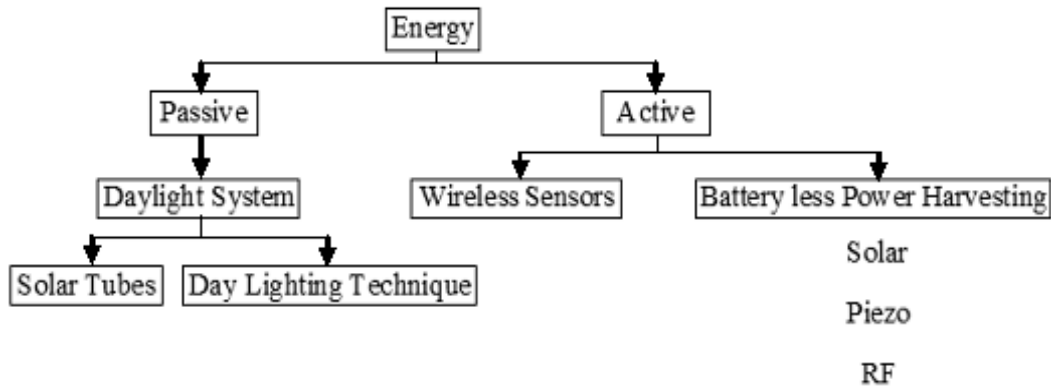 Energy
Passive
Active
Daylight System
Wireless Sensors
Battery less Power Harvesting
Solar Tubes
Day Lighting Technique
Solar
Piezo
RF